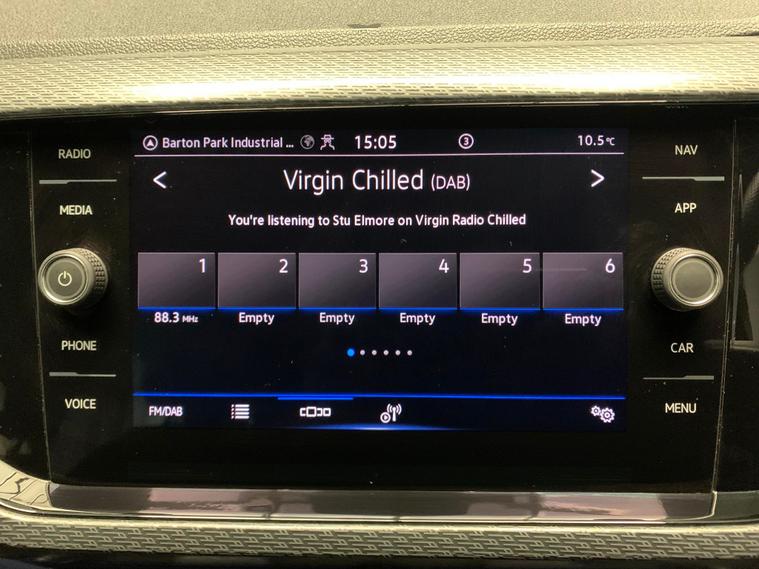 RADIO
MEDIA
PHONE
VOICE
Barton Park Industrial ... 15:05 3 10.5°C
< Virgin Chilled (DAB) >
You're listening to Stu Elmore on Virgin Radio Chilled
1 2 3 4 5 6
88.3 MHz Empty Empty Empty Empty Empty
FM/DAB
NAV
APP
CAR
MENU